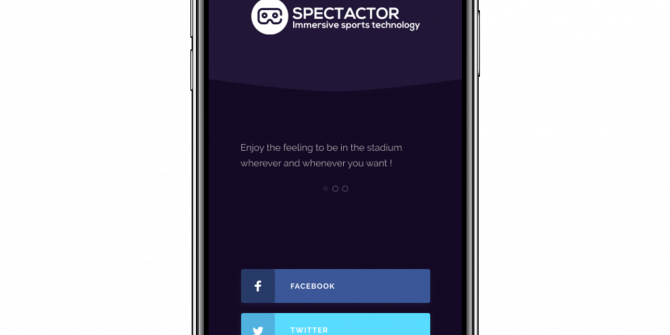 SPECTACTOR
Immersive sports technology
Enjoy the feeling to be in the stadium
wherever and whenever you want !
FACEBOOK
TWITTER